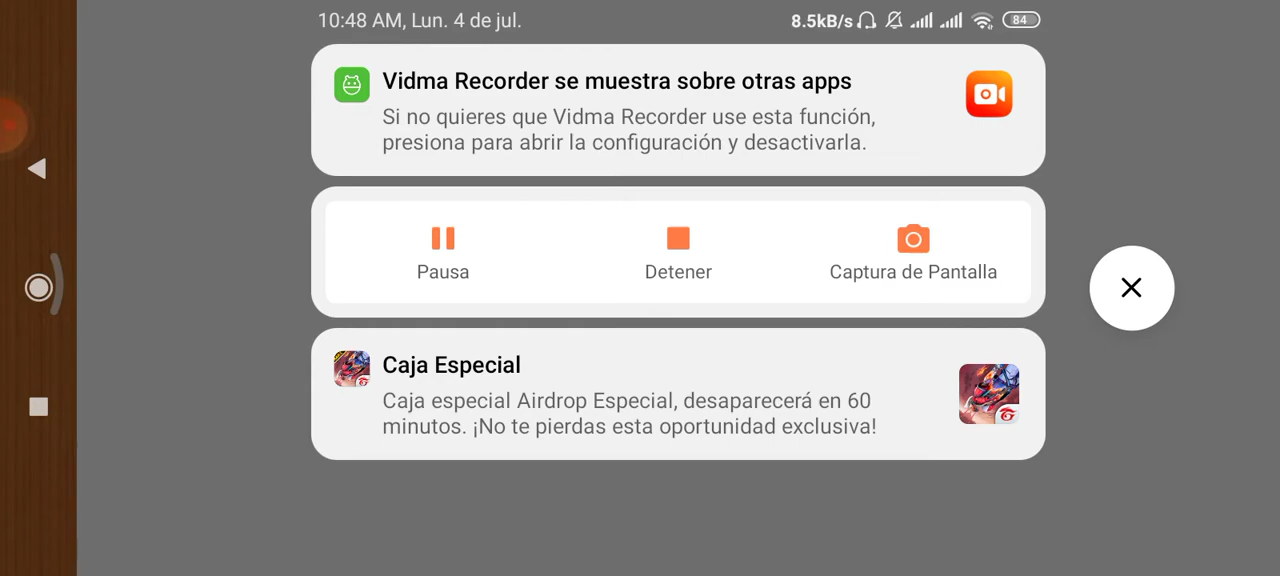 10:48 AM, Lun. 4 de jul. 8.5kB/s 84
Vidma Recorder se muestra sobre otras apps
Si no quieres que Vidma Recorder use esta función,
presiona para abrir la configuración y desactivarla.
Pausa Detener Captura de Pantalla
Caja Especial
Caja especial Airdrop Especial, desaparecerá en 60
minutos. ¡No te pierdas esta oportunidad exclusiva!